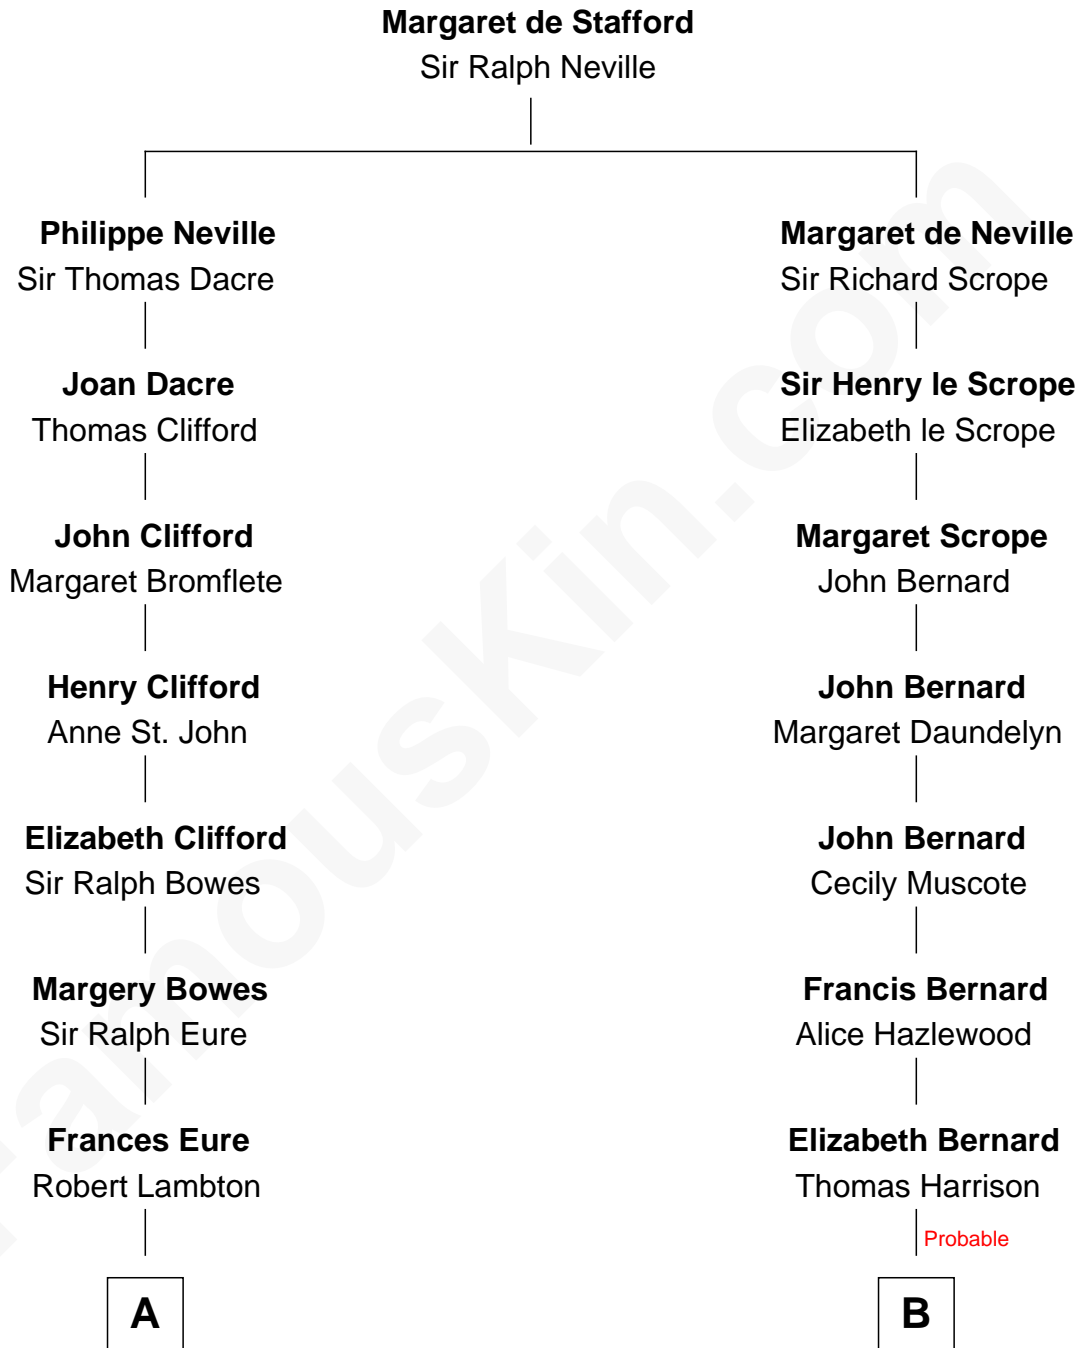 Margaret de Stafford
Sir Ralph Neville
Philippe Neville
Sir Thomas Dacre
Margaret de Neville
Sir Richard Scrope
Joan Dacre
Thomas Clifford
Sir Henry le Scrope
Elizabeth le Scrope
John Clifford
Margaret Bromflete
Margaret Scrope
John Bernard
Henry Clifford
Anne St. John
John Bernard
Margaret Daundelyn
Elizabeth Clifford
Sir Ralph Bowes
John Bernard
Cecily Muscote
Margery Bowes
Sir Ralph Eure
Francis Bernard
Alice Hazlewood
Frances Eure
Robert Lambton
Elizabeth Bernard
Thomas Harrison
Probable
A
B
FamousKin.com